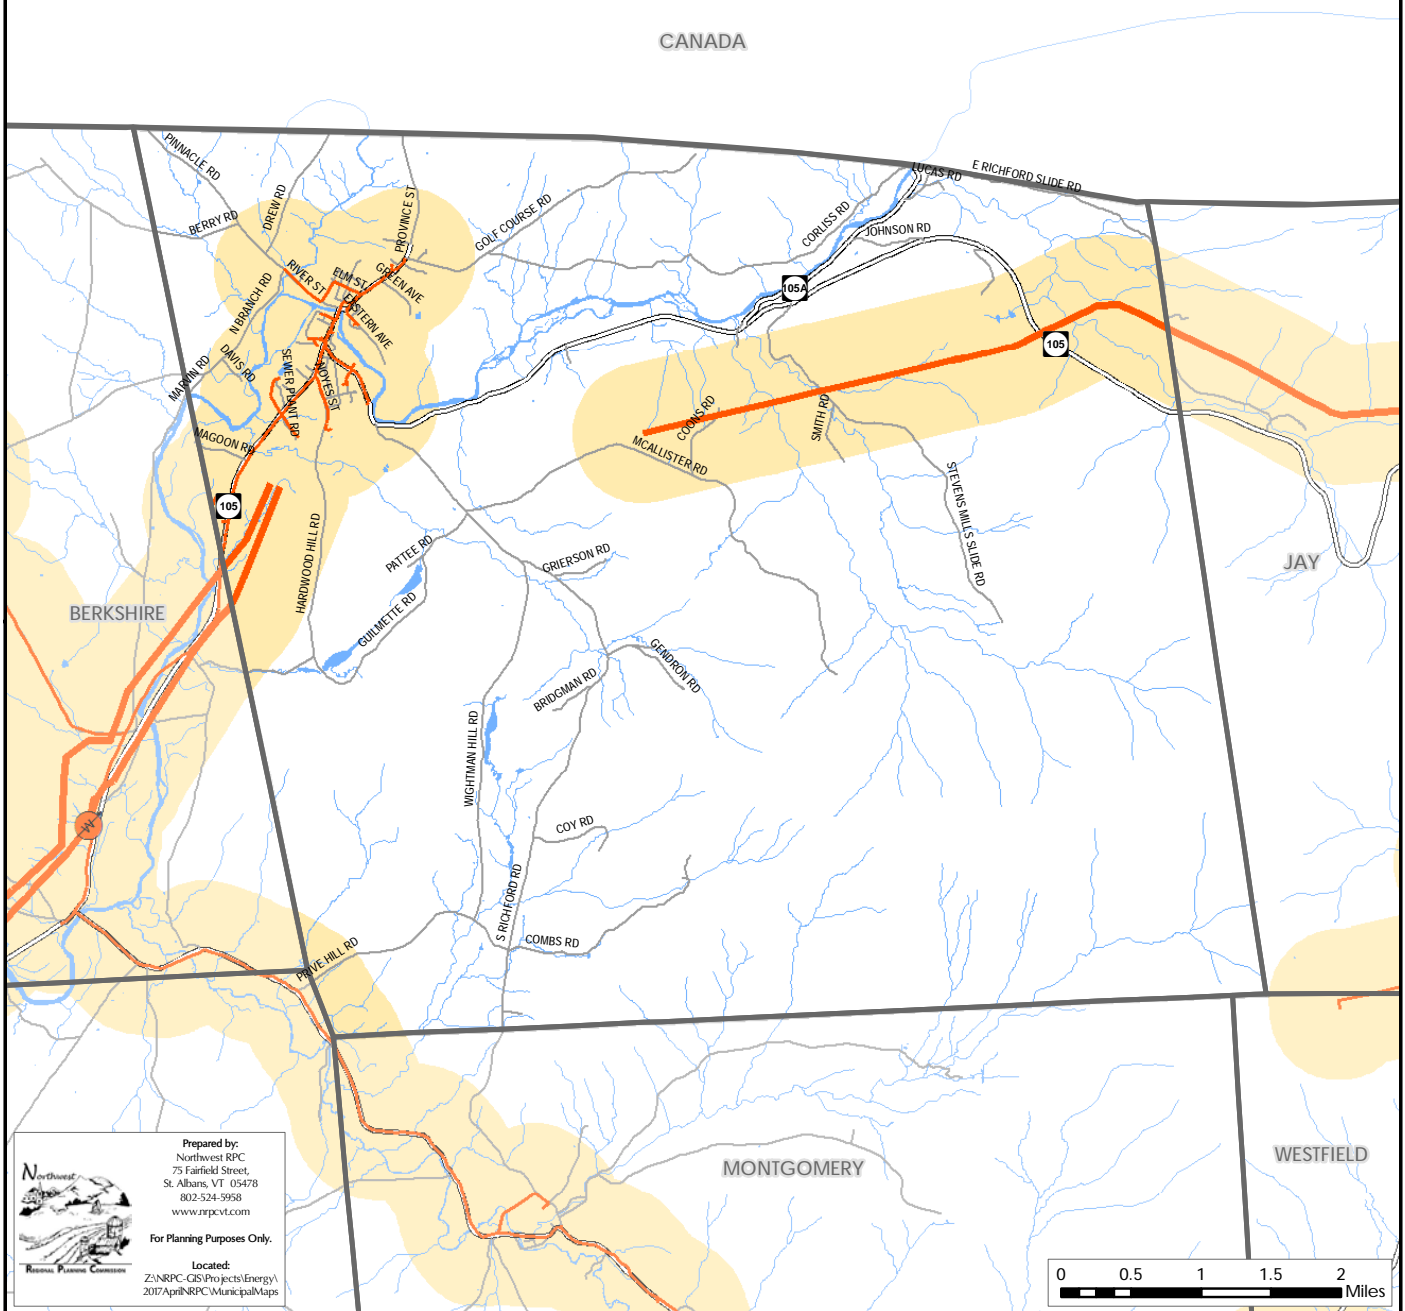 CANADA
PINNACLE RD
BERRY RD
DREW RD
PROVINCE ST
GOLF COURSE RD
CORLISS RD
LUCAS RD
E RICHFORD SLIDE RD
JOHNSON RD
RIVER ST
ELM ST
GREEN AVE
EASTERN AVE
N BRANCH RD
105A
105
MARVIN RD
DAVIS RD
SEWER PLANT RD
NOYES ST
MAGOON RD
COONS RD
SMITH RD
MCALLISTER RD
STEVENS MILLS SLIDE RD
105
HARDWOOD HILL RD
PATTEE RD
GRIERSON RD
JAY
BERKSHIRE
GUILMETTE RD
GENDRON RD
BRIDGMAN RD
WIGHTMAN HILL RD
W
COY RD
S RICHFORD RD
COMBS RD
PRIVE HILL RD
MONTGOMERY
WESTFIELD
Northwest
REGIONAL PLANNING COMMISSION
Prepared by:
Northwest RPC
75 Fairfield Street,
St. Albans, VT 05478
802-524-5958
www.nrpcvt.com
For Planning Purposes Only.
Located:
Z:\NRPC-GIS\Projects\Energy\
2017AprilNRPC\MunicipalMaps
0 0.5 1 1.5 2
Miles